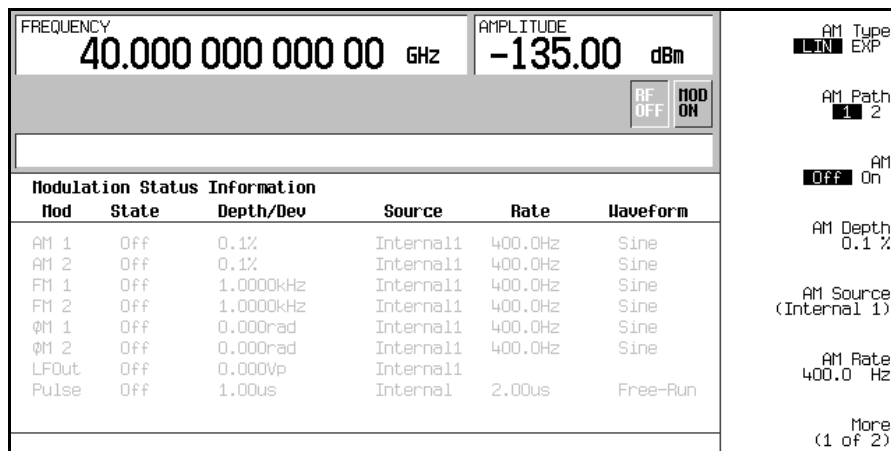 FREQUENCY
40.000 000 000 00 GHz
AMPLITUDE
-135.00 dBm
RF OFF
MOD ON
Modulation Status Information
Mod State Depth/Dev Source Rate Waveform
AM 1 Off 0.1% Internal1 400.0Hz Sine
AM 2 Off 0.1% Internal1 400.0Hz Sine
FM 1 Off 1.0000kHz Internal1 400.0Hz Sine
FM 2 Off 1.0000kHz Internal1 400.0Hz Sine
ΦM 1 Off 0.000rad Internal1 400.0Hz Sine
ΦM 2 Off 0.000rad Internal1 400.0Hz Sine
LFOut Off 0.000Vp Internal1
Pulse Off 1.00us Internal 2.00us Free-Run
AM Type
LIN EXP
AM Path
1 2
AM
Off On
AM Depth
0.1 %
AM Source
(Internal 1)
AM Rate
400.0 Hz
More
(1 of 2)